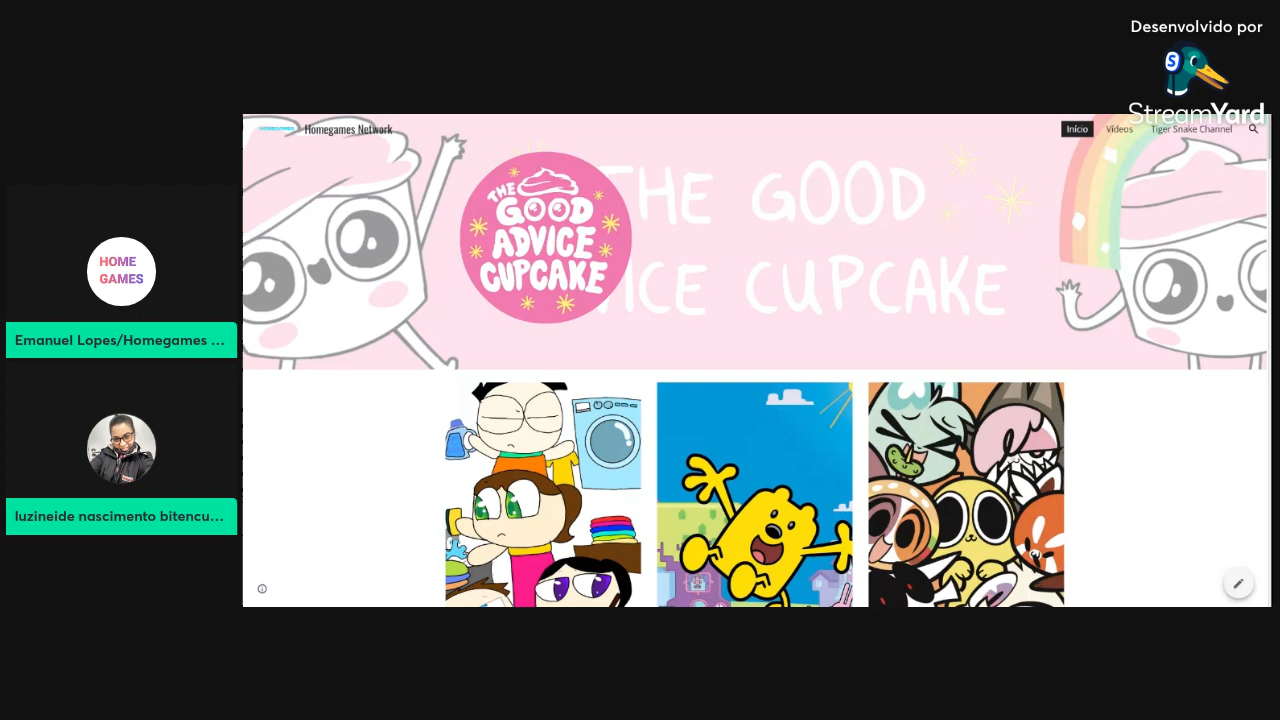 Desenvolvido por
StreamYard
Homegames Network
Início
Vídeos
Tiger Snake Channel
THE GOOD
ICE CUPCAKE
THE
GOOD
ADVICE
CUPCAKE
HOME
GAMES
Emanuel Lopes/Homegames ...
luzineide nascimento bitencu...